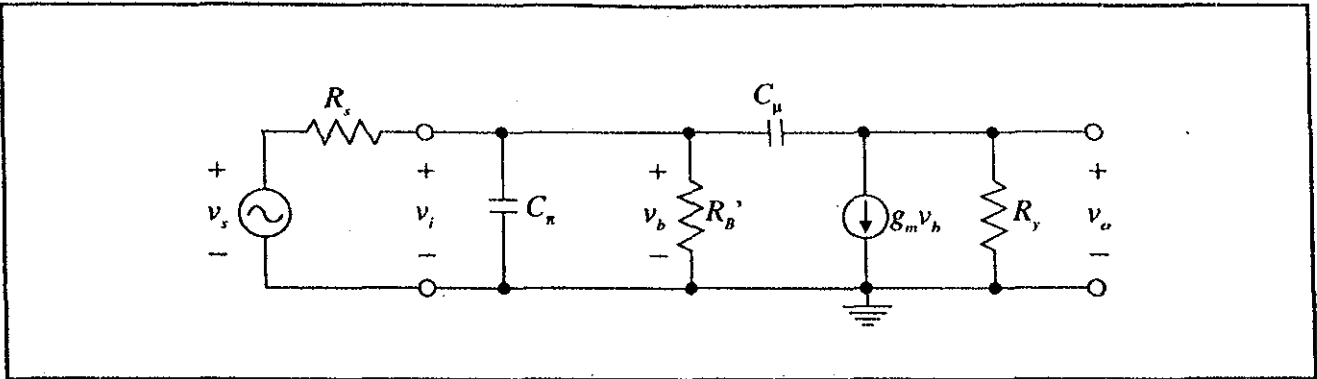 R_s
C_μ
+
v_s
−
+
v_i
−
C_π
+
v_b
−
R_B'
g_m v_b
R_y
+
v_o
−